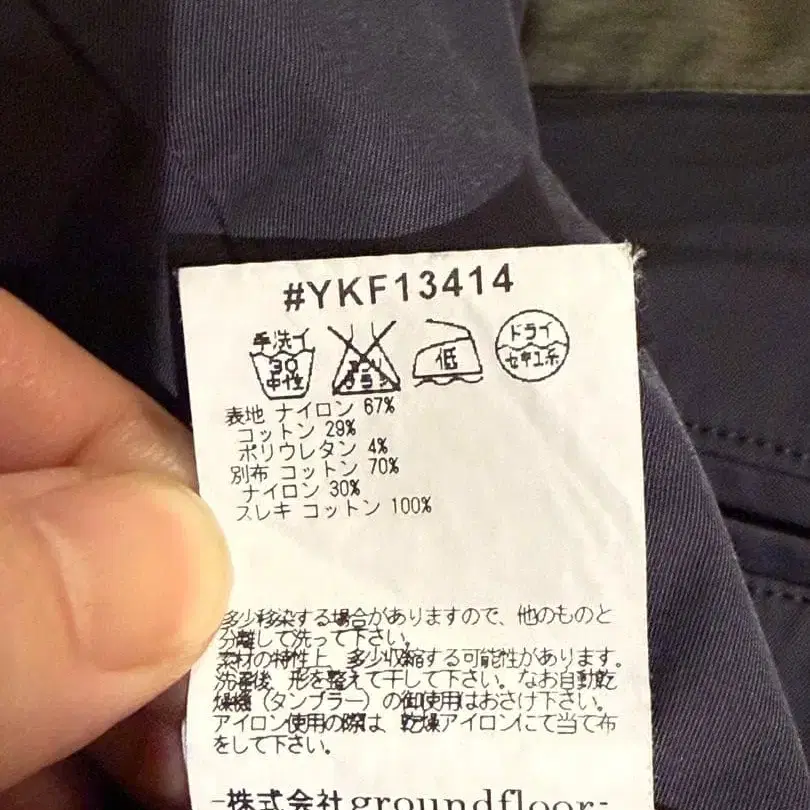 #YKF13414
手洗イ
30
中性
エンソ
サラシ
低
ドライ
セキユ系
表地 ナイロン 67%
コットン 29%
ポリウレタン 4%
別布 コットン 70%
ナイロン 30%
スレキ コットン 100%
多少移染する場合がありますので、他のものと
分離して洗って下さい。
素材の特性上、多少収縮する可能性があります。
洗濯後、形を整えて干して下さい。なお自動乾
燥機（タンブラー）の御使用はおさけ下さい。
アイロン使用の際は、乾燥アイロンにて当て布
をして下さい。
-株式会社groundfloor-